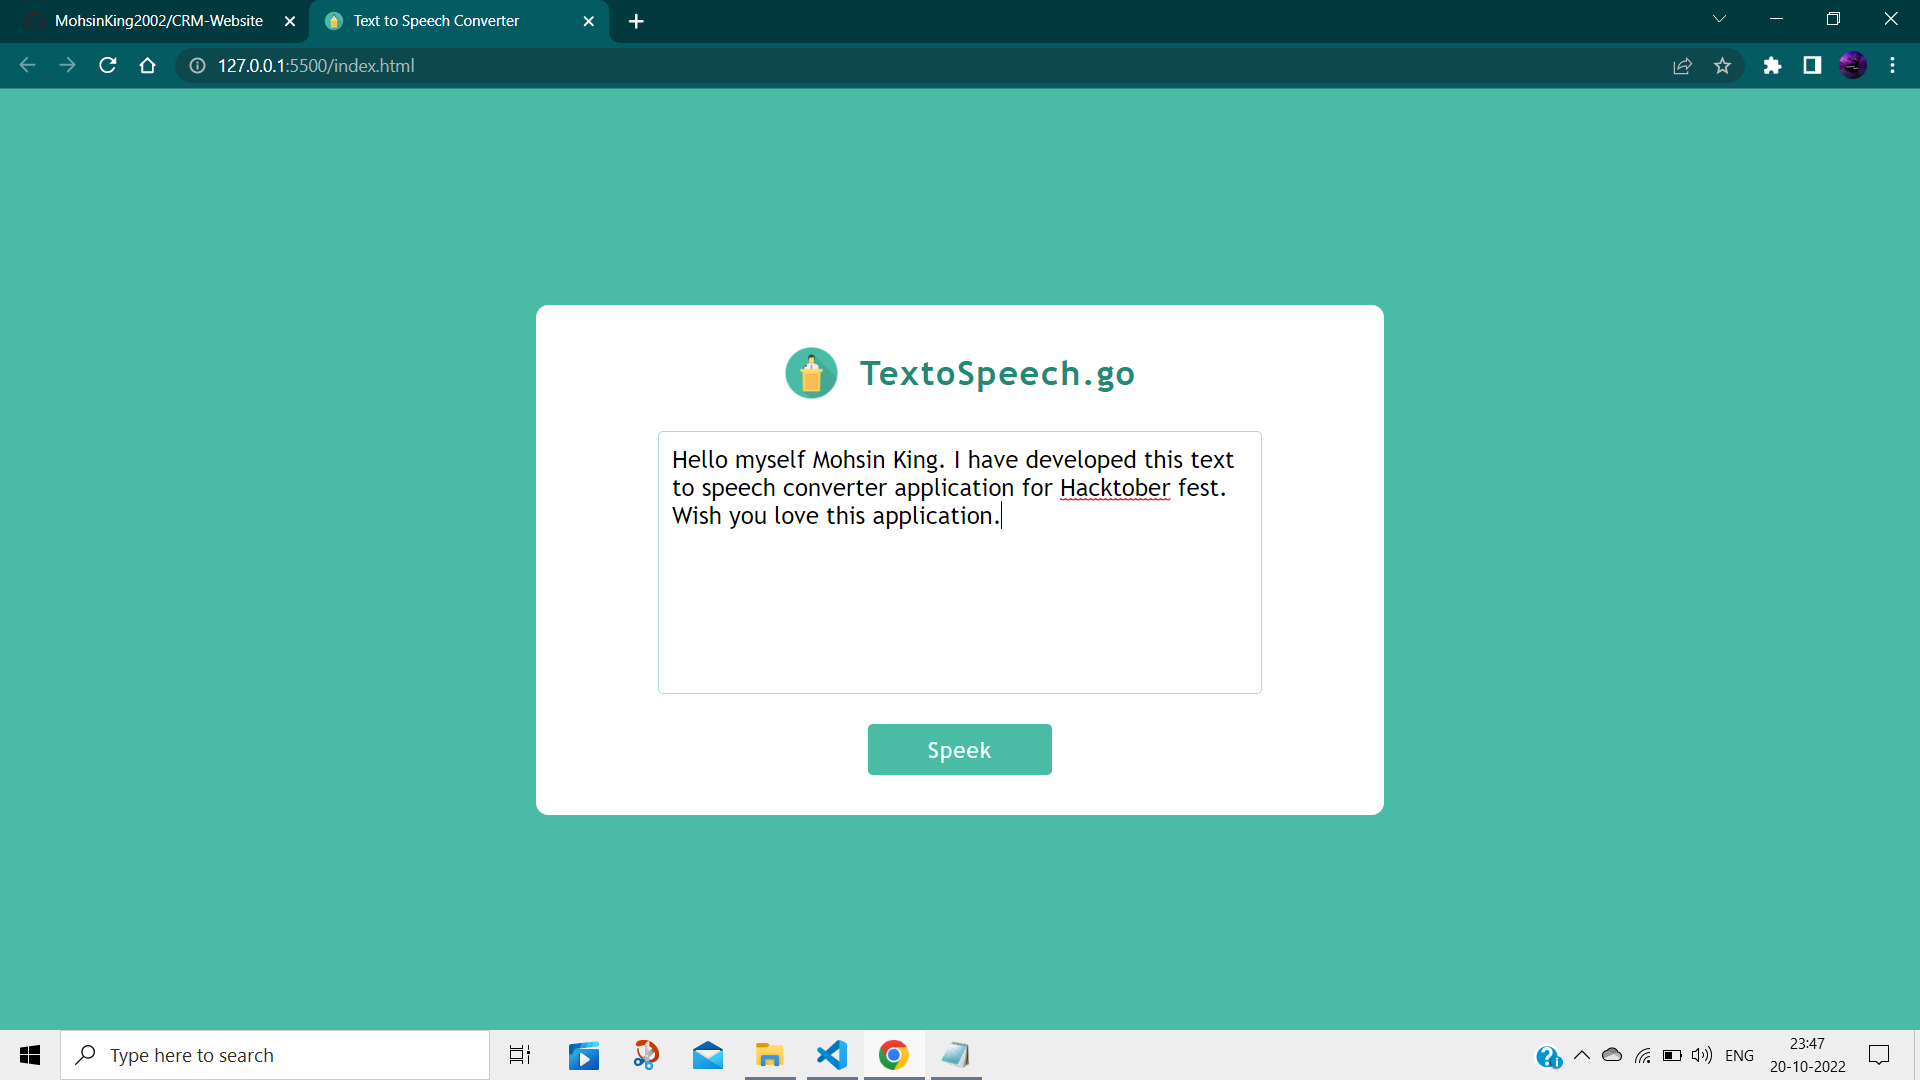 MohsinKing2002/CRM-Website
Text to Speech Converter
127.0.0.1:5500/index.html
TextoSpeech.go
Hello myself Mohsin King. I have developed this text
to speech converter application for Hacktober fest.
Wish you love this application.
Speek
Type here to search
ENG
23:47
20-10-2022